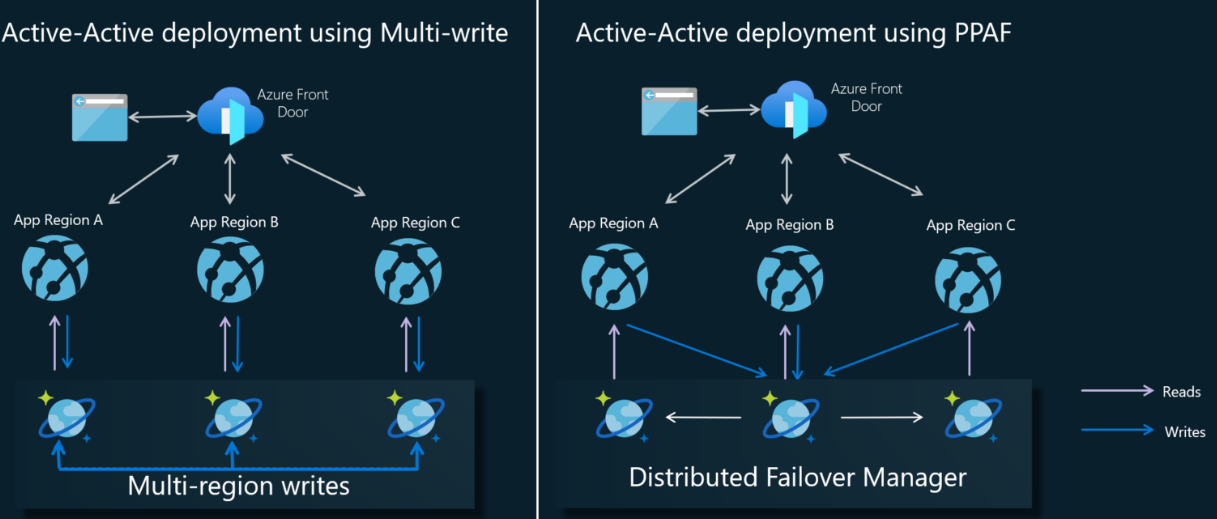 Active-Active deployment using Multi-write
Azure Front
Door
App Region A
App Region B
App Region C
Multi-region writes
Active-Active deployment using PPAF
Azure Front
Door
App Region A
App Region B
App Region C
Distributed Failover Manager
Reads
Writes